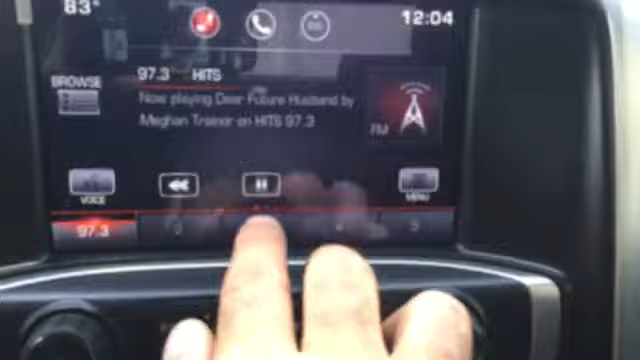 83°
12:04
97.3 HITS
BROWSE
Now playing Dear Future Husband by
Meghan Trainor on HITS 97.3
FM
VOICE
MENU
97.3